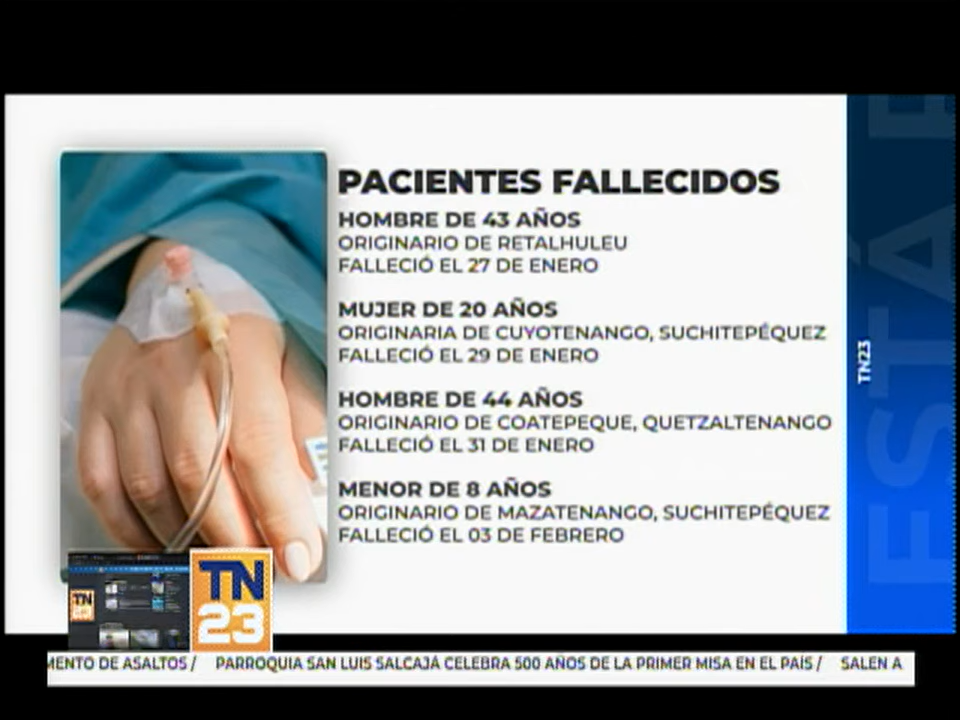 PACIENTES FALLECIDOS
HOMBRE DE 43 AÑOS
ORIGINARIO DE RETALHULEU
FALLECIÓ EL 27 DE ENERO
MUJER DE 20 AÑOS
ORIGINARIA DE CUYOTENANGO, SUCHITEPÉQUEZ
FALLECIÓ EL 29 DE ENERO
HOMBRE DE 44 AÑOS
ORIGINARIO DE COATEPEQUE, QUETZALTENANGO
FALLECIÓ EL 31 DE ENERO
MENOR DE 8 AÑOS
ORIGINARIO DE MAZATENANGO, SUCHITEPÉQUEZ
FALLECIÓ EL 03 DE FEBRERO
TN23
ESTÁ
TN
23
TN
23
MENTO DE ASALTOS / PARROQUIA SAN LUIS SALCAJÁ CELEBRA 500 AÑOS DE LA PRIMER MISA EN EL PAÍS / SALEN A